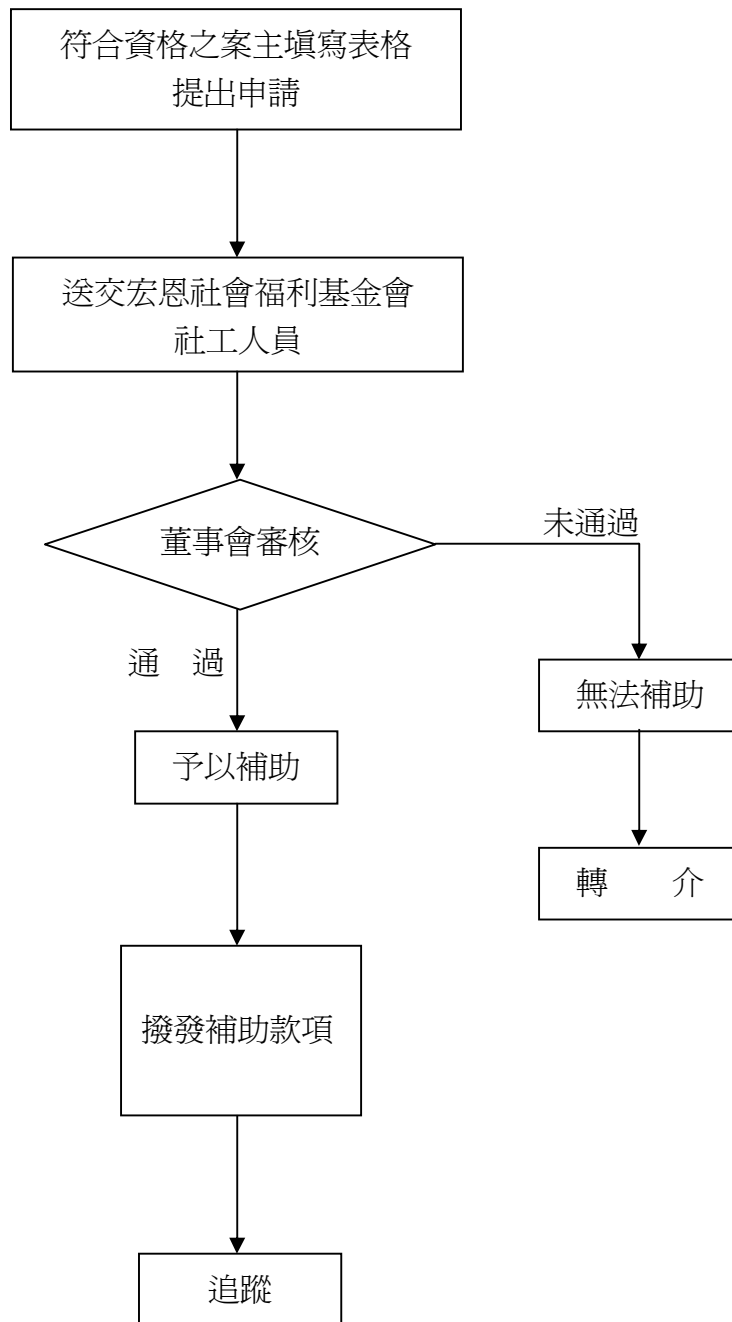 符合資格之案主填寫表格
提出申請
送交宏恩社會福利基金會
社工人員
董事會審核
未通過
通　過
無法補助
予以補助
轉　　介
撥發補助款項
追蹤